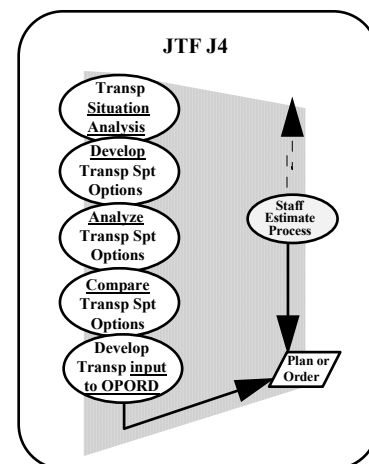 JTF J4
Transp
Situation
Analysis
Develop
Transp Spt
Options
Analyze
Transp Spt
Options
Compare
Transp Spt
Options
Develop
Transp input
to OPORD
Staff
Estimate
Process
Plan or
Order